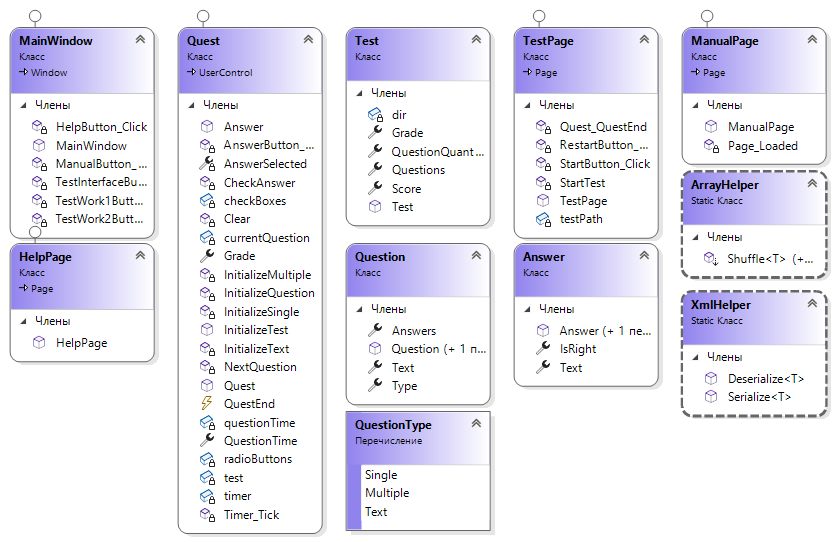 MainWindow
Класс
Window
Члены
HelpButton_Click
MainWindow
ManualButton_...
TestInterfaceBu...
TestWork1Butt...
TestWork2Butt...
HelpPage
Класс
Page
Члены
HelpPage
Quest
Класс
UserControl
Члены
Answer
AnswerButton_...
AnswerSelected
CheckAnswer
checkBoxes
Clear
currentQuestion
Grade
InitializeMultiple
InitializeQuestion
InitializeSingle
InitializeTest
InitializeText
NextQuestion
Quest
QuestEnd
questionTime
QuestionTime
radioButtons
test
timer
Timer_Tick
Test
Класс
Члены
dir
Grade
QuestionQuant...
Questions
Score
Test
Question
Класс
Члены
Answers
Question (+ 1 п...
Text
Type
QuestionType
Перечисление
Single
Multiple
Text
TestPage
Класс
Page
Члены
Quest_QuestEnd
RestartButton_...
StartButton_Click
StartTest
TestPage
testPath
Answer
Класс
Члены
Answer (+ 1 пе...
IsRight
Text
ManualPage
Класс
Page
Члены
ManualPage
Page_Loaded
ArrayHelper
Static Класс
Члены
Shuffle<T> (+...
XmlHelper
Static Класс
Члены
Deserialize<T>
Serialize<T>